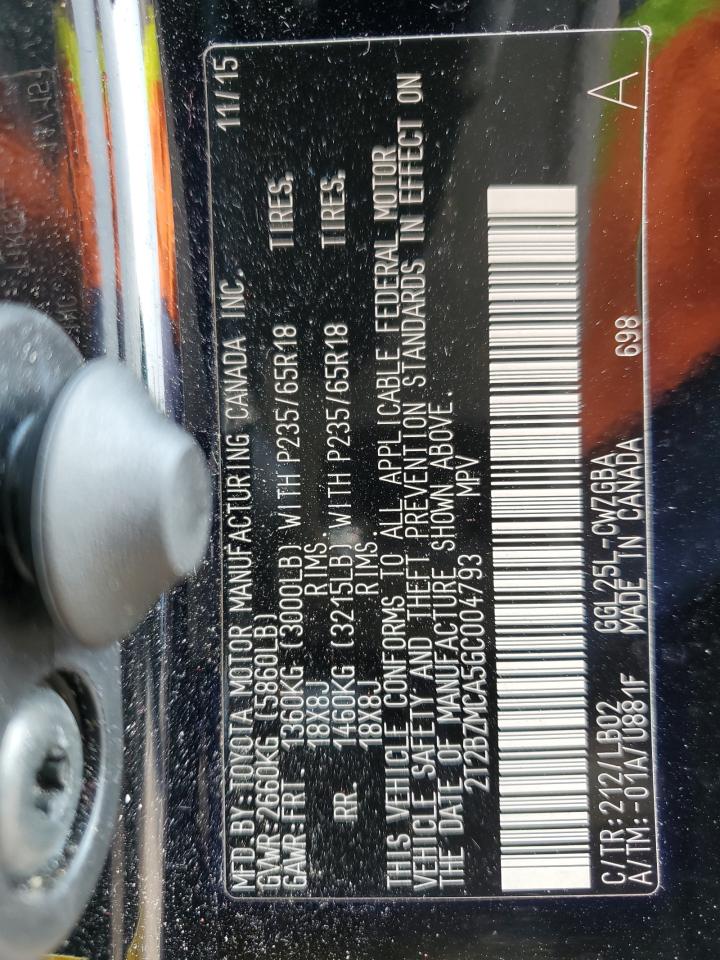 MFD BY:TOYOTA MOTOR MANUFACTURING CANADA INC. 11/15
GVWR:2660KG (5860LB)
GAWR:FRT. 1360KG (3000LB) WITH P235/65R18 TIRES,
18X8J RIMS.
RR. 1460KG (3215LB) WITH P235/65R18 TIRES,
18X8J RIMS.
THIS VEHICLE CONFORMS TO ALL APPLICABLE FEDERAL MOTOR
VEHICLE SAFETY AND THEFT PREVENTION STANDARDS IN EFFECT ON
THE DATE OF MANUFACTURE SHOWN ABOVE.
2T2BZMCA5GC004793 MPV
C/TR:212/LB02 GGL25L-CWZGBA 698 A
A/TM:-01A/U881F MADE IN CANADA